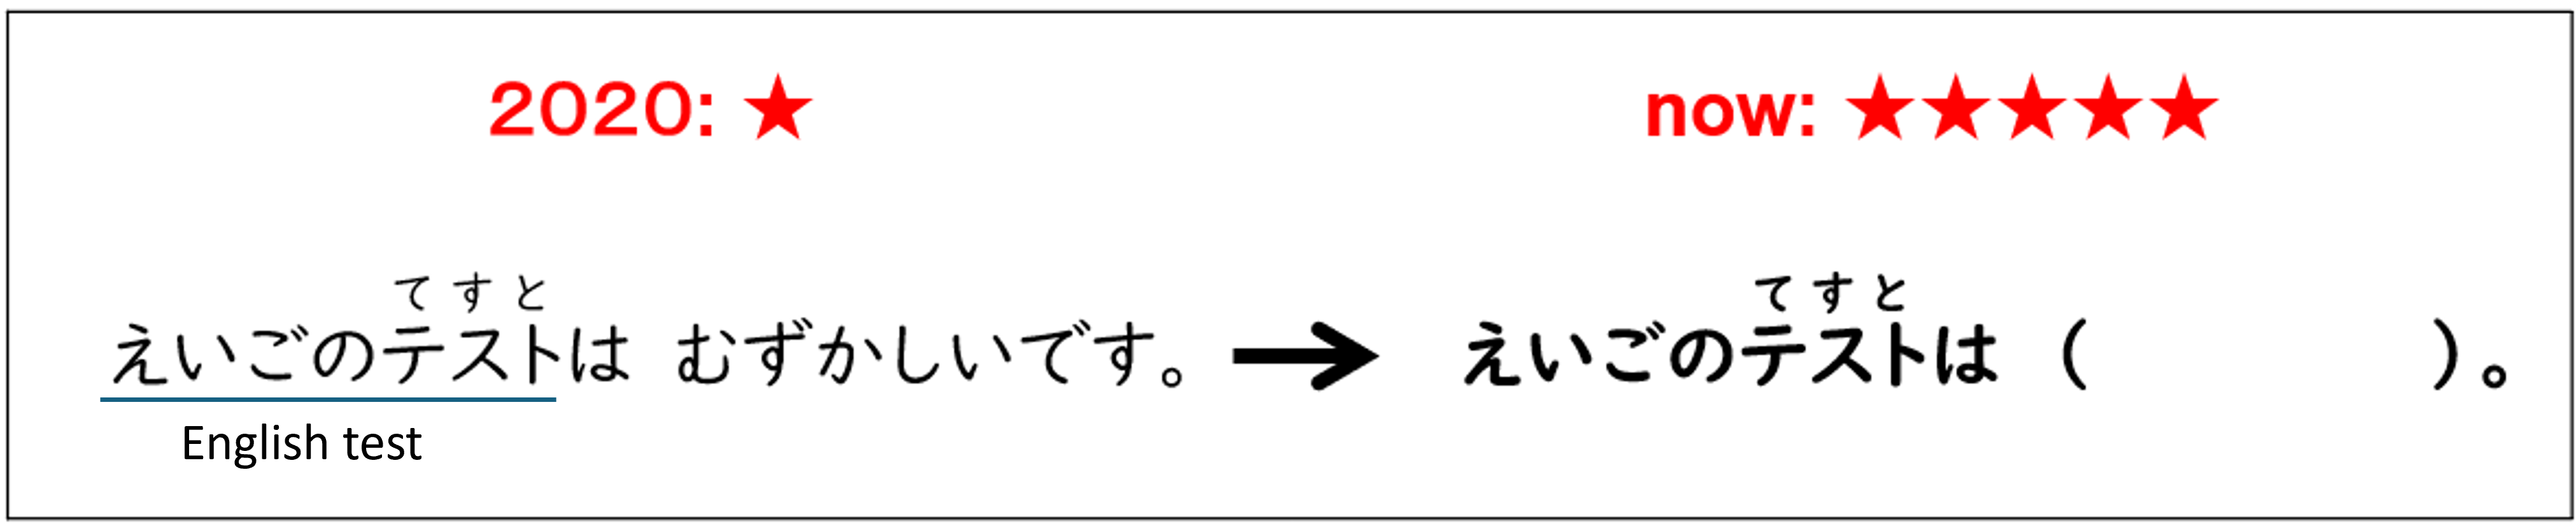 2020: ★
now: ★★★★★
てすと
えいごのテストは むずかしいです。
English test
→
てすと
えいごのテストは（　　　　　）。